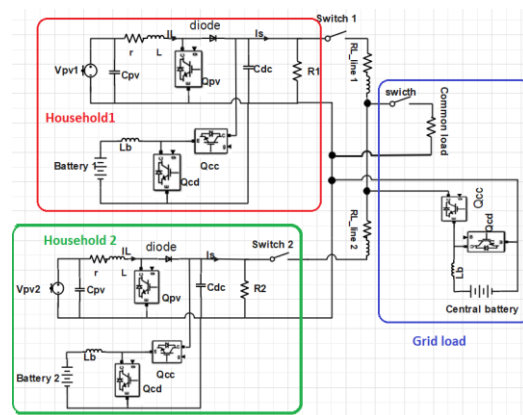 Switch 1
IL
diode
Is
r
L
Qpv
Vpv1
Cpv
Cdc
R1
RL_line 1
Household1
swicth
Common load
Lb
Battery 1
Qcc
Qcd
Qcc
Qcd
Lb
Central battery
Grid load
Household 2
IL
diode
Is
Switch 2
RL_line 2
r
L
Cdc
Vpv2
Cpv
Qpv
R2
Lb
Battery 2
Qcc
Qcd